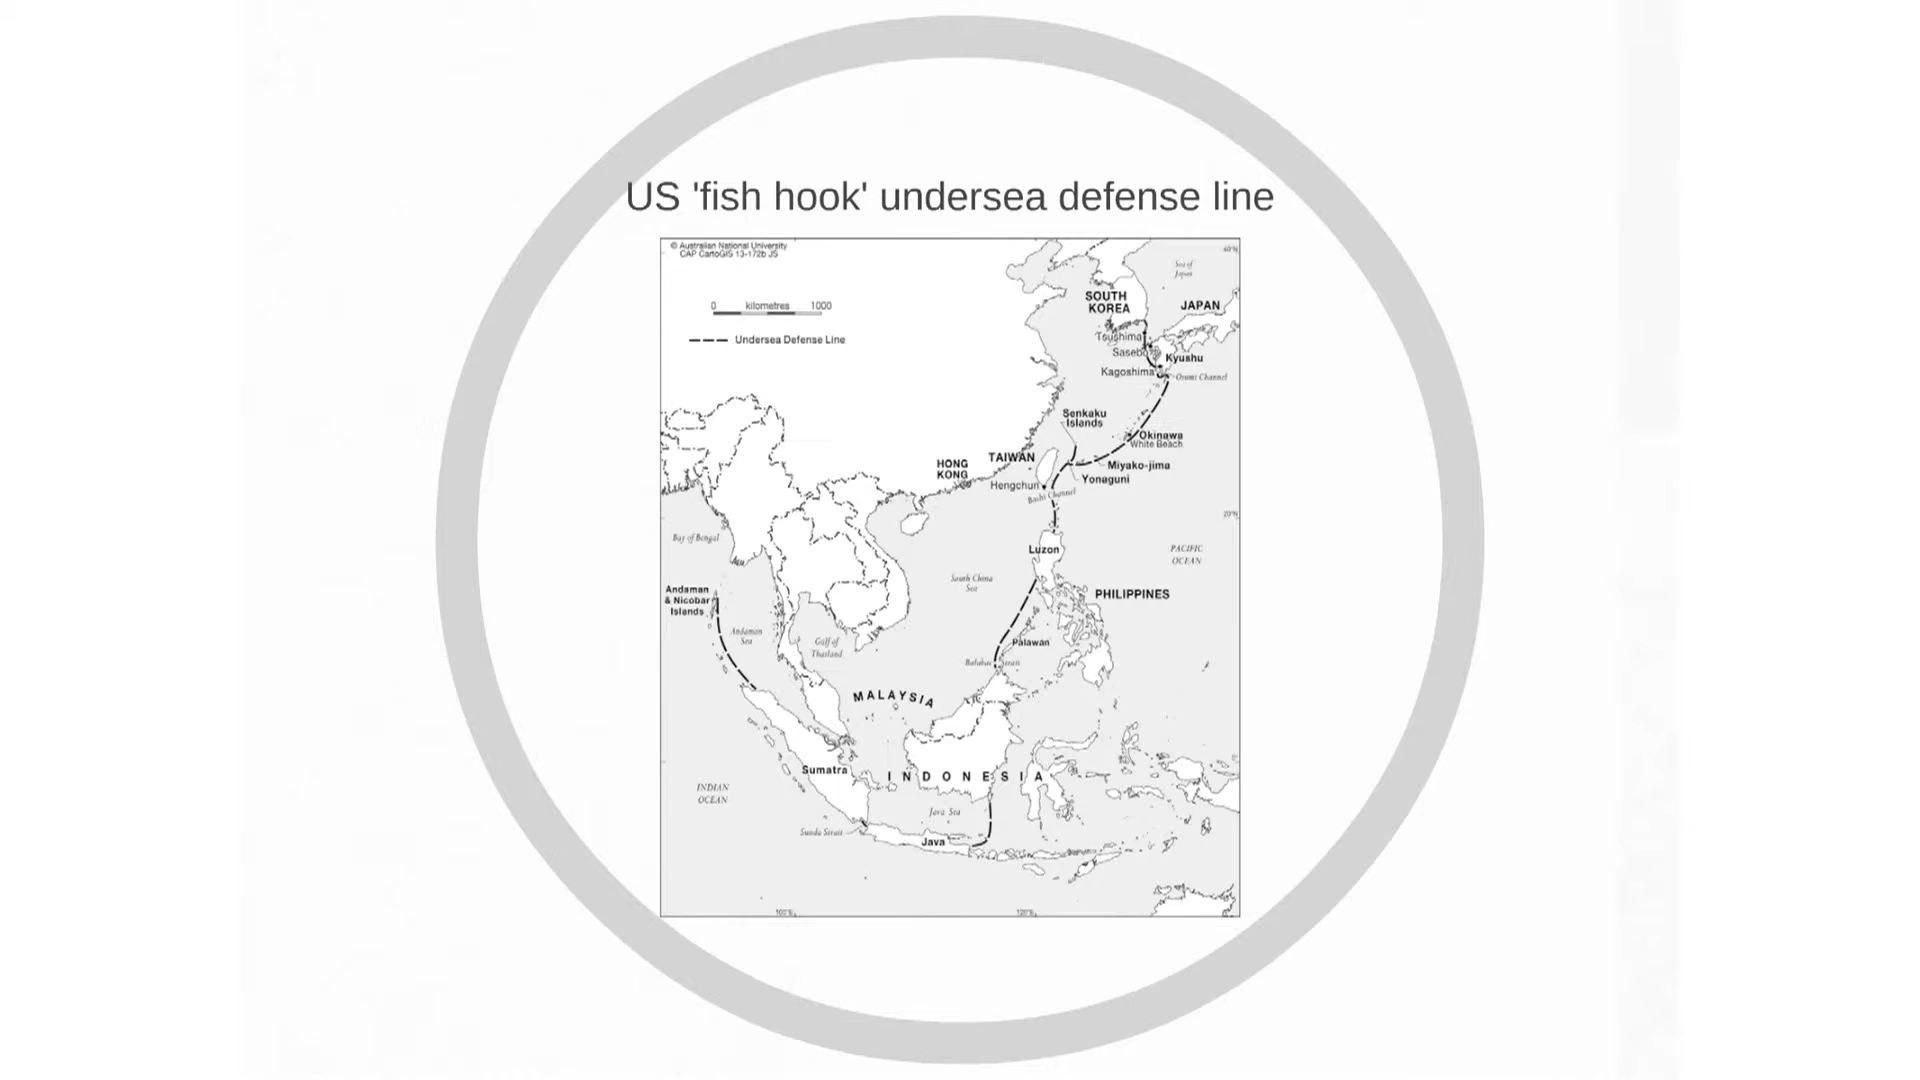 US 'fish hook' undersea defense line
© Australian National University
CAP CartoGIS 13-172b JS
40°N
Sea of
Japan
SOUTH
KOREA
JAPAN
0 kilometres 1000
Undersea Defense Line
Tsushima
Sasebo
Kyushu
Kagoshima
Osumi Channel
Senkaku
Islands
Okinawa
White Beach
TAIWAN
HONG
KONG
Miyako-jima
Yonaguni
Hengchun
Bashi Channel
20°N
Bay of Bengal
Luzon
PACIFIC
OCEAN
South China
Sea
Andaman
& Nicobar
Islands
PHILIPPINES
Andaman
Sea
Gulf of
Thailand
Palawan
Balabac Strait
MALAYSIA
Sumatra
INDONESIA
INDIAN
OCEAN
Java Sea
Sunda Strait
Java
100°E
120°E